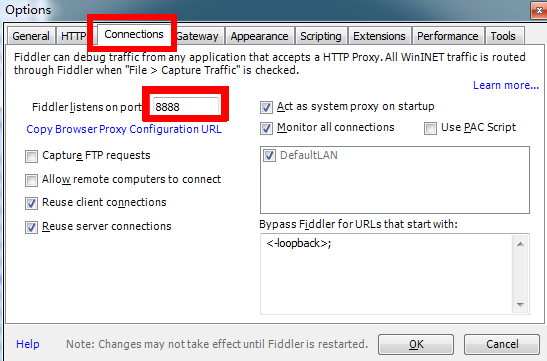 Options
General HTTP Connections Gateway Appearance Scripting Extensions Performance Tools
Fiddler can debug traffic from any application that accepts a HTTP Proxy. All WinINET traffic is routed
through Fiddler when "File > Capture Traffic" is checked.
Learn more...
Fiddler listens on port: 8888
Copy Browser Proxy Configuration URL
Capture FTP requests
Allow remote computers to connect
Reuse client connections
Reuse server connections
Act as system proxy on startup
Monitor all connections Use PAC Script
DefaultLAN
Bypass Fiddler for URLs that start with:
<-loopback>;
Help Note: Changes may not take effect until Fiddler is restarted. OK Cancel